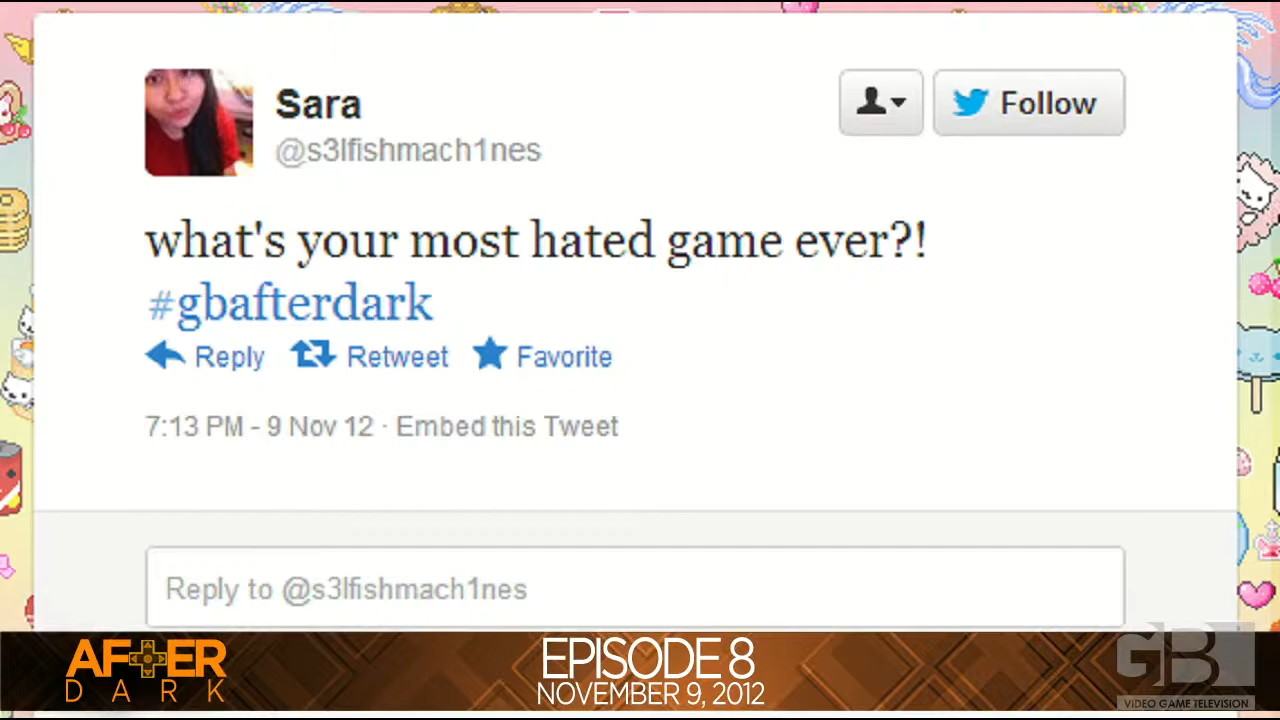 Sara
@s3lfishmach1nes
Follow
what's your most hated game ever?!
#gbafterdark
Reply Retweet Favorite
7:13 PM - 9 Nov 12 · Embed this Tweet
Reply to @s3lfishmach1nes
AFTER
DARK
EPISODE 8
NOVEMBER 9, 2012
GB
VIDEO GAME TELEVISION